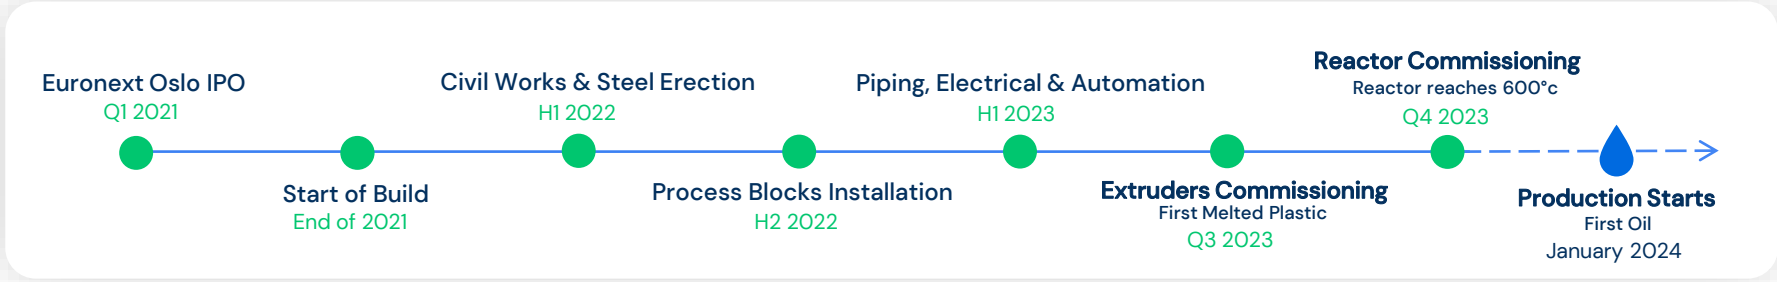 Euronext Oslo IPO
Q1 2021
Start of Build
End of 2021
Civil Works & Steel Erection
H1 2022
Process Blocks Installation
H2 2022
Piping, Electrical & Automation
H1 2023
Extruders Commissioning
First Melted Plastic
Q3 2023
Reactor Commissioning
Reactor reaches 600°c
Q4 2023
Production Starts
First Oil
January 2024